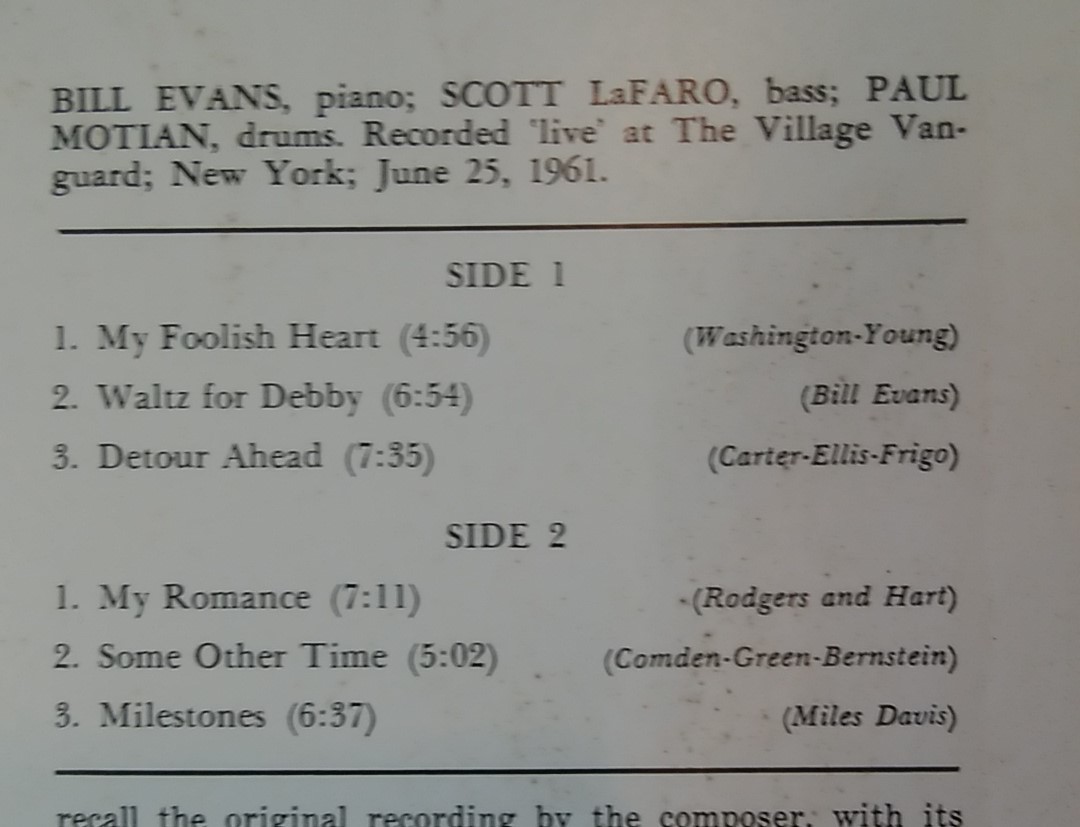 BILL EVANS, piano; SCOTT LaFARO, bass; PAUL
MOTIAN, drums. Recorded 'live' at The Village Van-
guard; New York; June 25, 1961.
SIDE 1
1. My Foolish Heart (4:56) (Washington-Young)
2. Waltz for Debby (6:54) (Bill Evans)
3. Detour Ahead (7:35) (Carter-Ellis-Frigo)
SIDE 2
1. My Romance (7:11) (Rodgers and Hart)
2. Some Other Time (5:02) (Comden-Green-Bernstein)
3. Milestones (6:37) (Miles Davis)
recall the original recording by the composer, with its